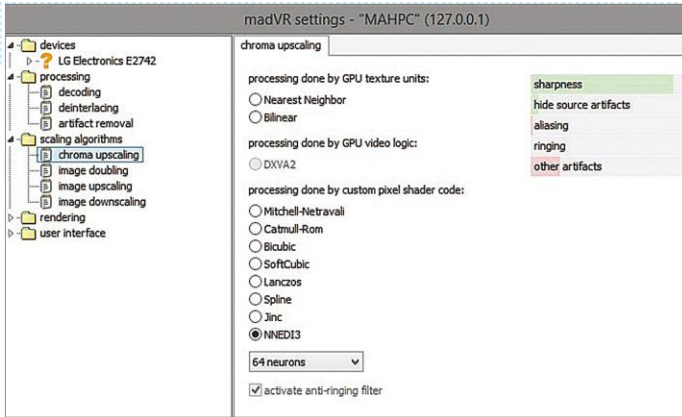 madVR settings - "MAHPC" (127.0.0.1)
devices
LG Electronics E2742
processing
decoding
deinterlacing
artifact removal
scaling algorithms
chroma upscaling
image doubling
image upscaling
image downscaling
rendering
user interface
chroma upscaling
processing done by GPU texture units:
Nearest Neighbor
Bilinear
processing done by GPU video logic:
DXVA2
processing done by custom pixel shader code:
Mitchell-Netravali
Catmull-Rom
Bicubic
SoftCubic
Lanczos
Spline
Jinc
NNEDI3
64 neurons
activate anti-ringing filter
sharpness
hide source artifacts
aliasing
ringing
other artifacts